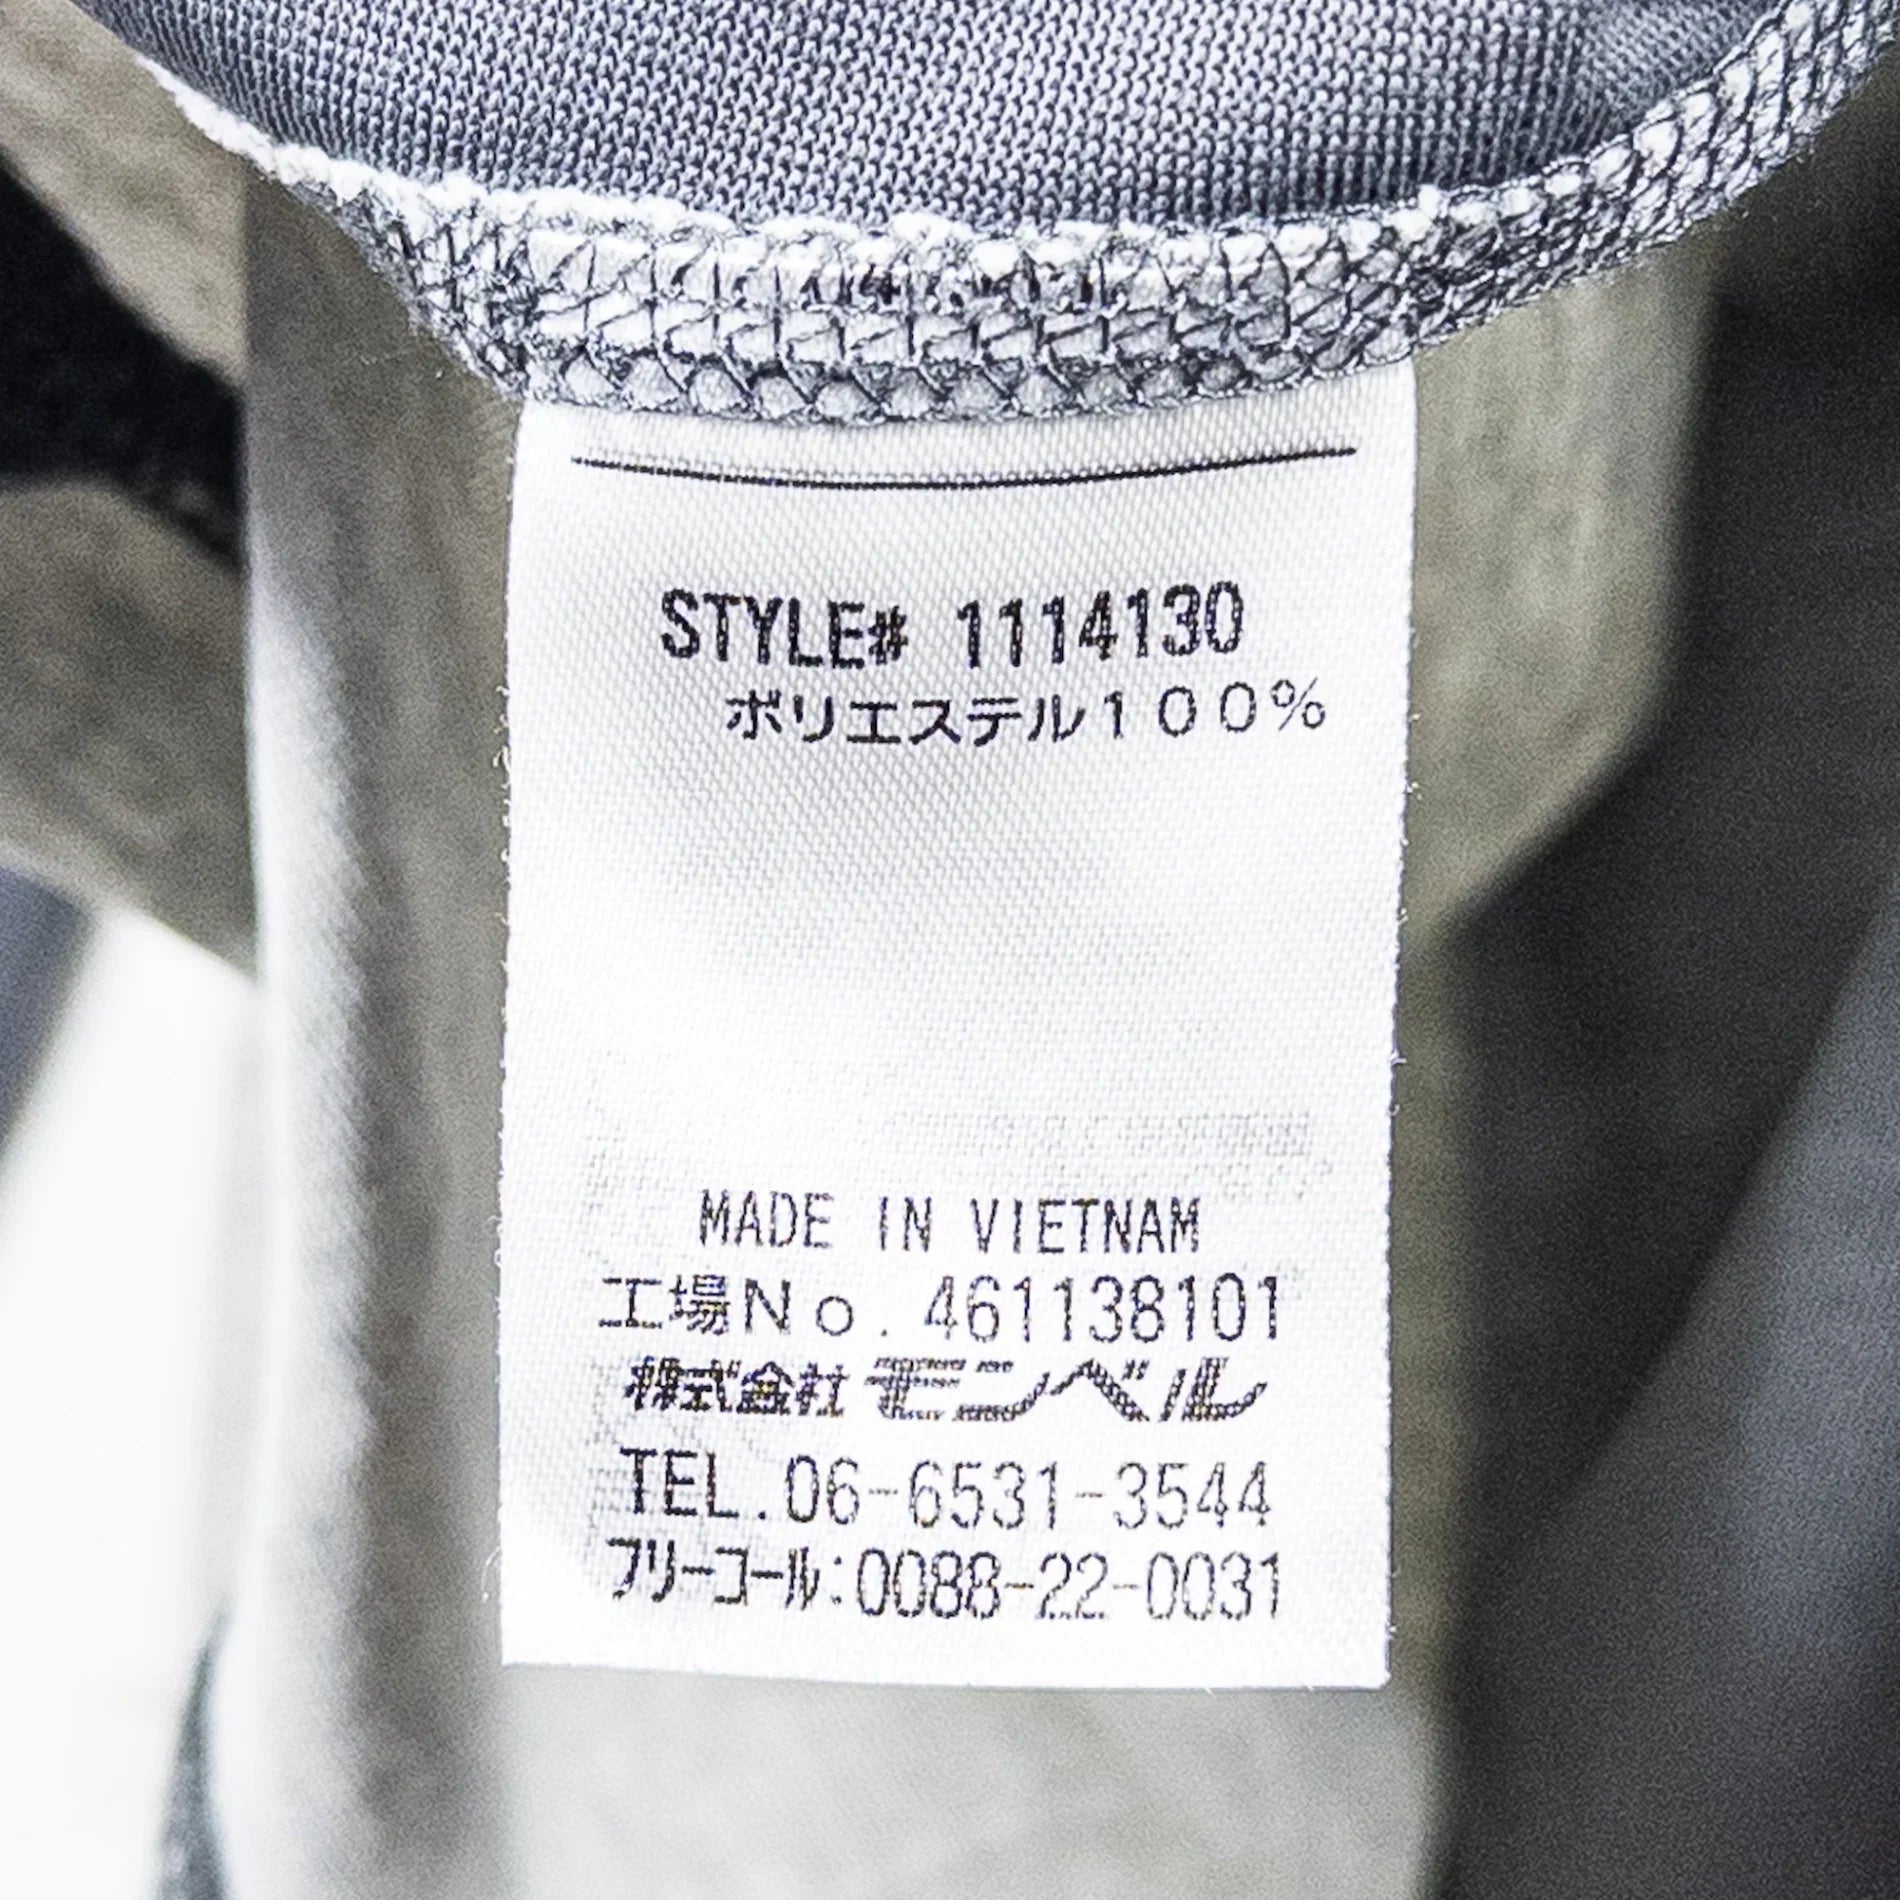 STYLE# 1114130
ポリエステル100%
MADE IN VIETNAM
工場No. 461138101
株式会社モンベル
TEL.06-6531-3544
フリーコール:0088-22-0031